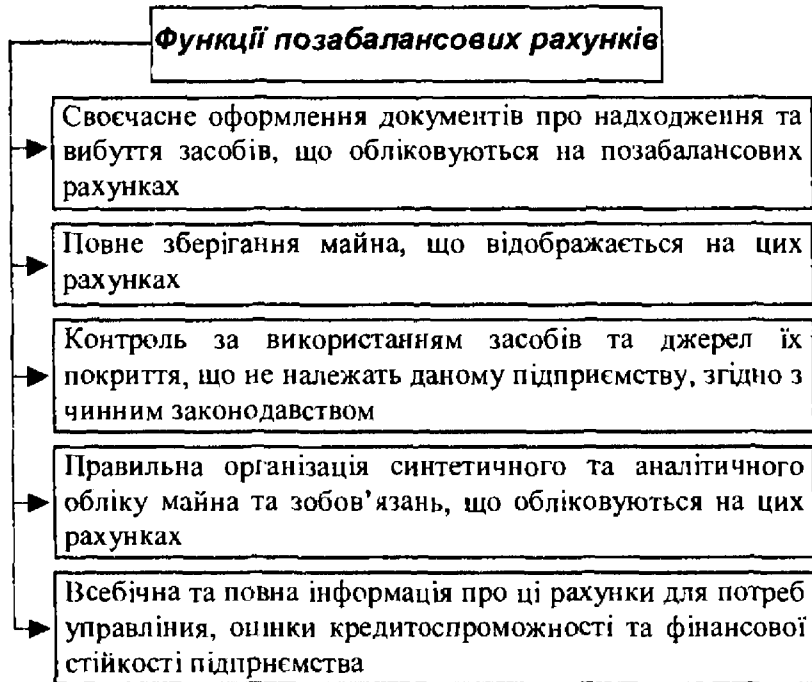 Функції позабалансових рахунків
Своєчасне оформлення документів про надходження та
вибуття засобів, що обліковуються на позабалансових
рахунках
Повне зберігання майна, що відображається на цих
рахунках
Контроль за використанням засобів та джерел їх
покриття, що не належать даному підприємству, згідно з
чинним законодавством
Правильна організація синтетичного та аналітичного
обліку майна та зобов’язань, що обліковуються на цих
рахунках
Всебічна та повна інформація про ці рахунки для потреб
управління, оцінки кредитоспроможності та фінансової
стійкості підприємства